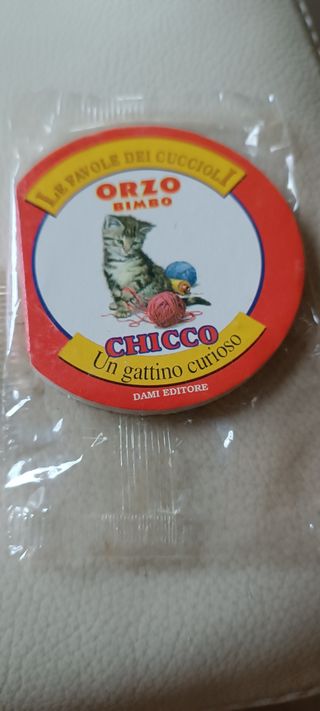 LE FAVOLE DEI CUCCIOLI
ORZO
BIMBO
CHICCO
Un gattino curioso
DAMI EDITORE